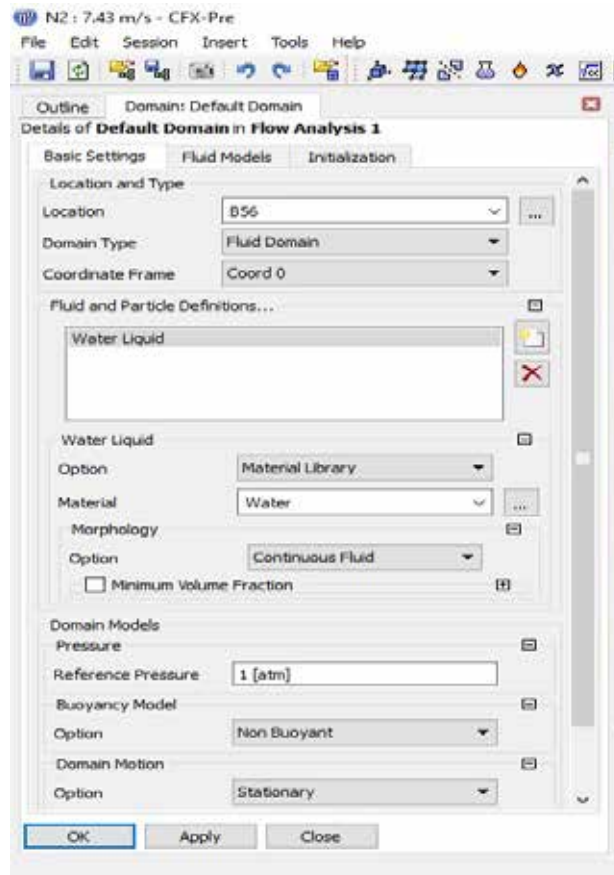 N2 : 7.43 m/s - CFX-Pre
File Edit Session Insert Tools Help
Outline Domain: Default Domain
Details of Default Domain in Flow Analysis 1
Basic Settings Fluid Models Initialization
Location and Type
Location B56 ...
Domain Type Fluid Domain
Coordinate Frame Coord 0
Fluid and Particle Definitions...
Water Liquid
Water Liquid
Option Material Library
Material Water ...
Morphology
Option Continuous Fluid
Minimum Volume Fraction
Domain Models
Pressure
Reference Pressure 1 [atm]
Buoyancy Model
Option Non Buoyant
Domain Motion
Option Stationary
OK Apply Close